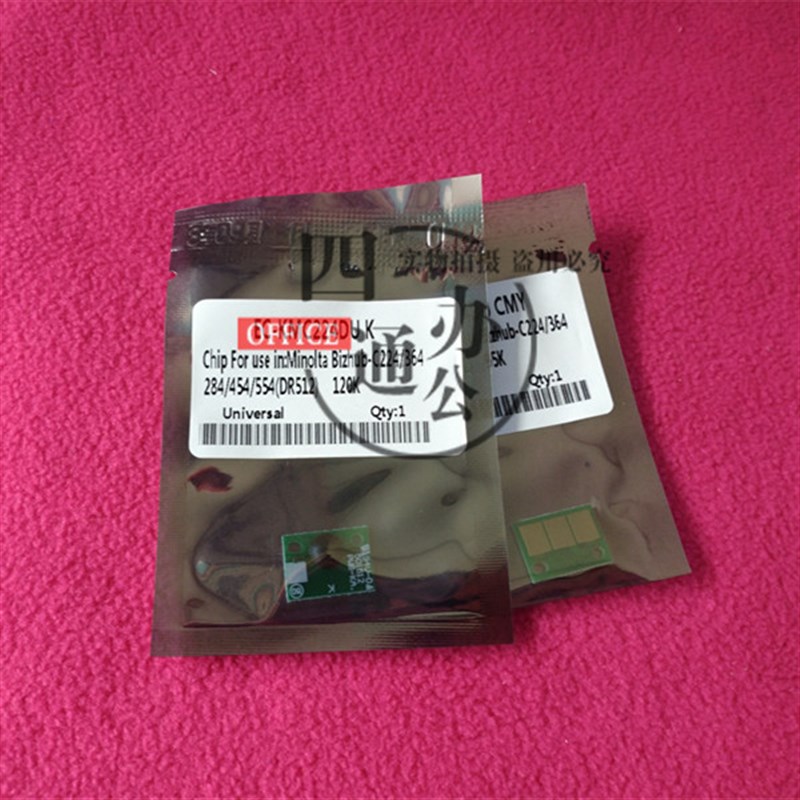 四通办公
实物拍摄 盗用必究
OFFICE
K
Chip For use in:Minolta Bizhub-C224/364
284/454/554(DR512) 120K
Universal Qty:1
CMY
hub-C224/364
5K
Qty:1
K